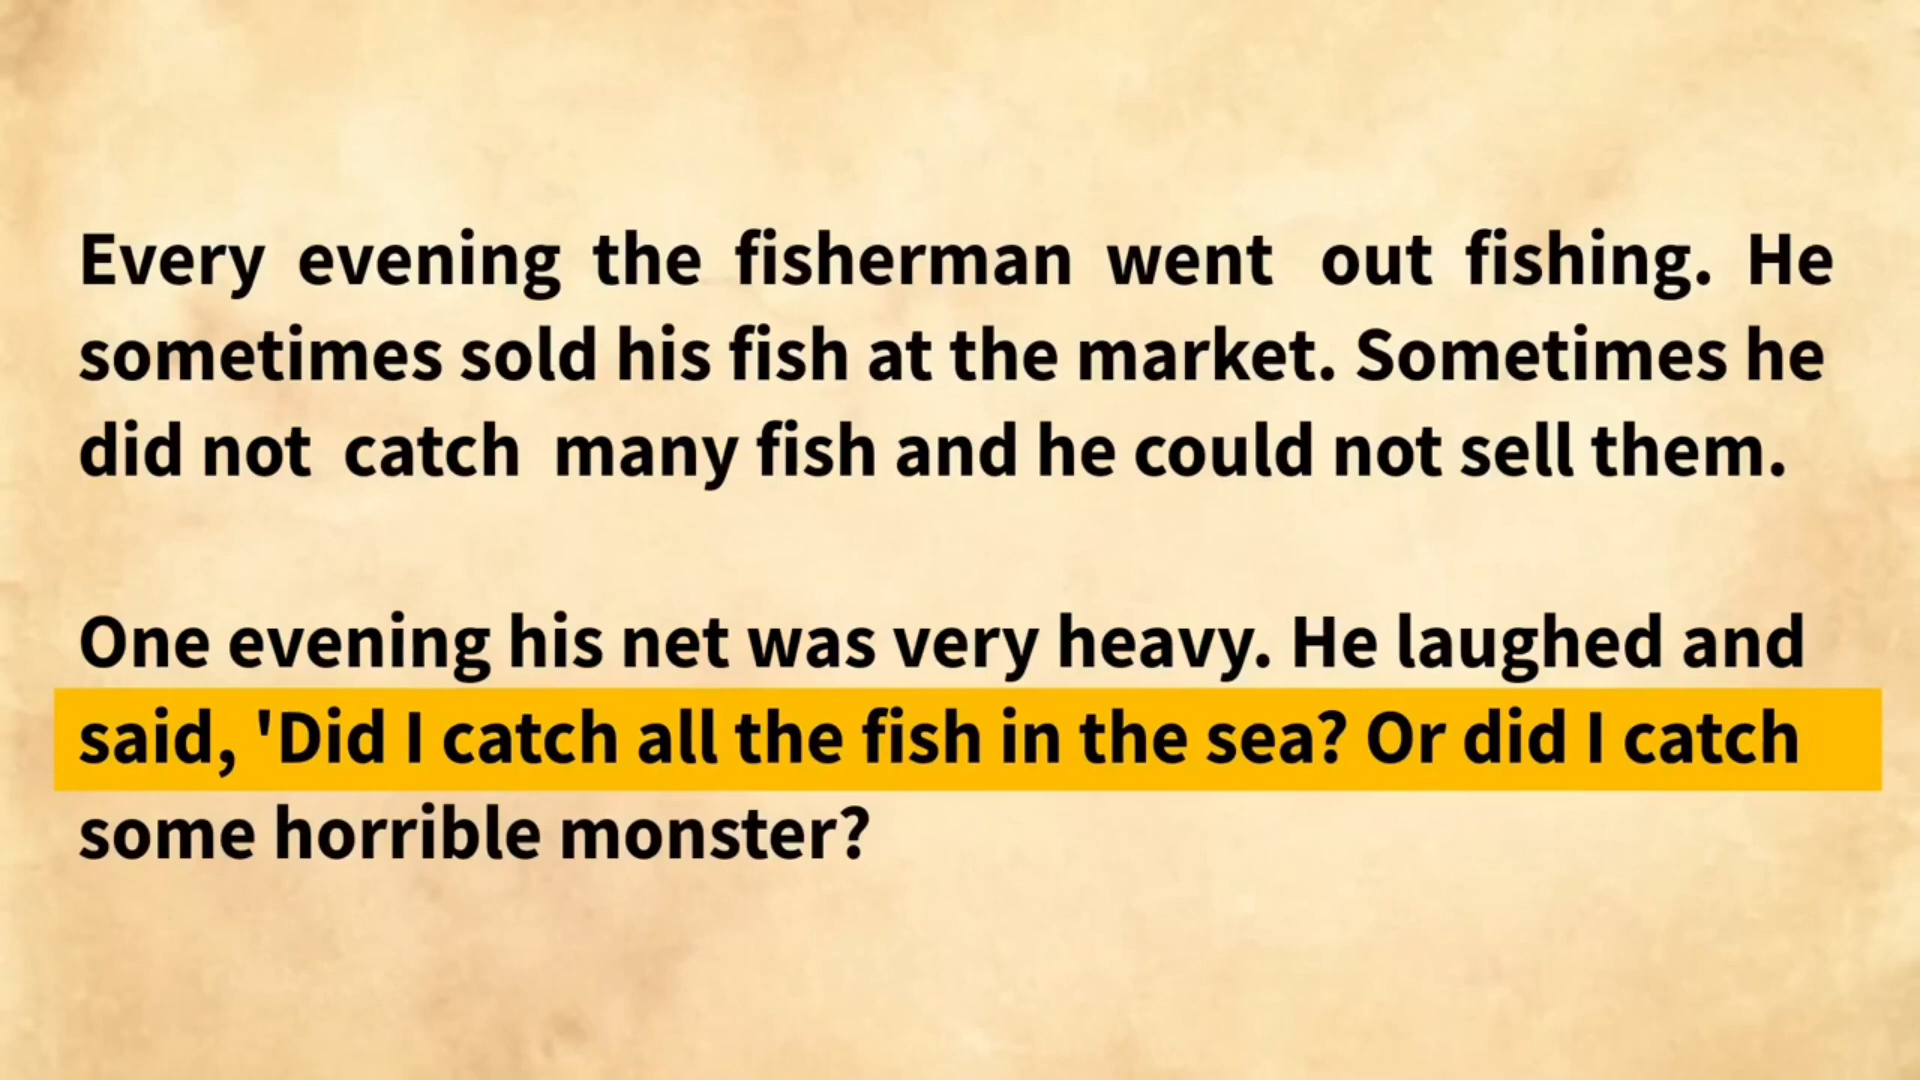 Every evening the fisherman went out fishing. He
sometimes sold his fish at the market. Sometimes he
did not catch many fish and he could not sell them.
One evening his net was very heavy. He laughed and
said, 'Did I catch all the fish in the sea? Or did I catch
some horrible monster?